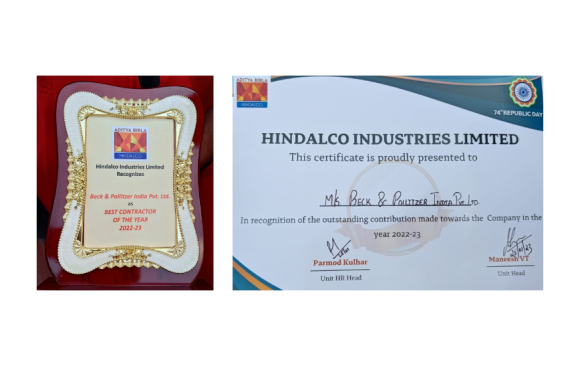 ADITYA BIRLA
HINDALCO
Hindalco Industries Limited
Recognizes
Beck & Pollitzer India Pvt. Ltd.
as
BEST CONTRACTOR
OF THE YEAR
2022-23
ADITYA BIRLA
HINDALCO
74th REPUBLIC DAY
HINDALCO INDUSTRIES LIMITED
This certificate is proudly presented to
M/s. BECK & POLLITZER INDIA Pvt. Ltd.
In recognition of the outstanding contribution made towards the Company in the
year 2022-23
Parmod Kulhar
Unit HR Head
Maneesh VT
Unit Head